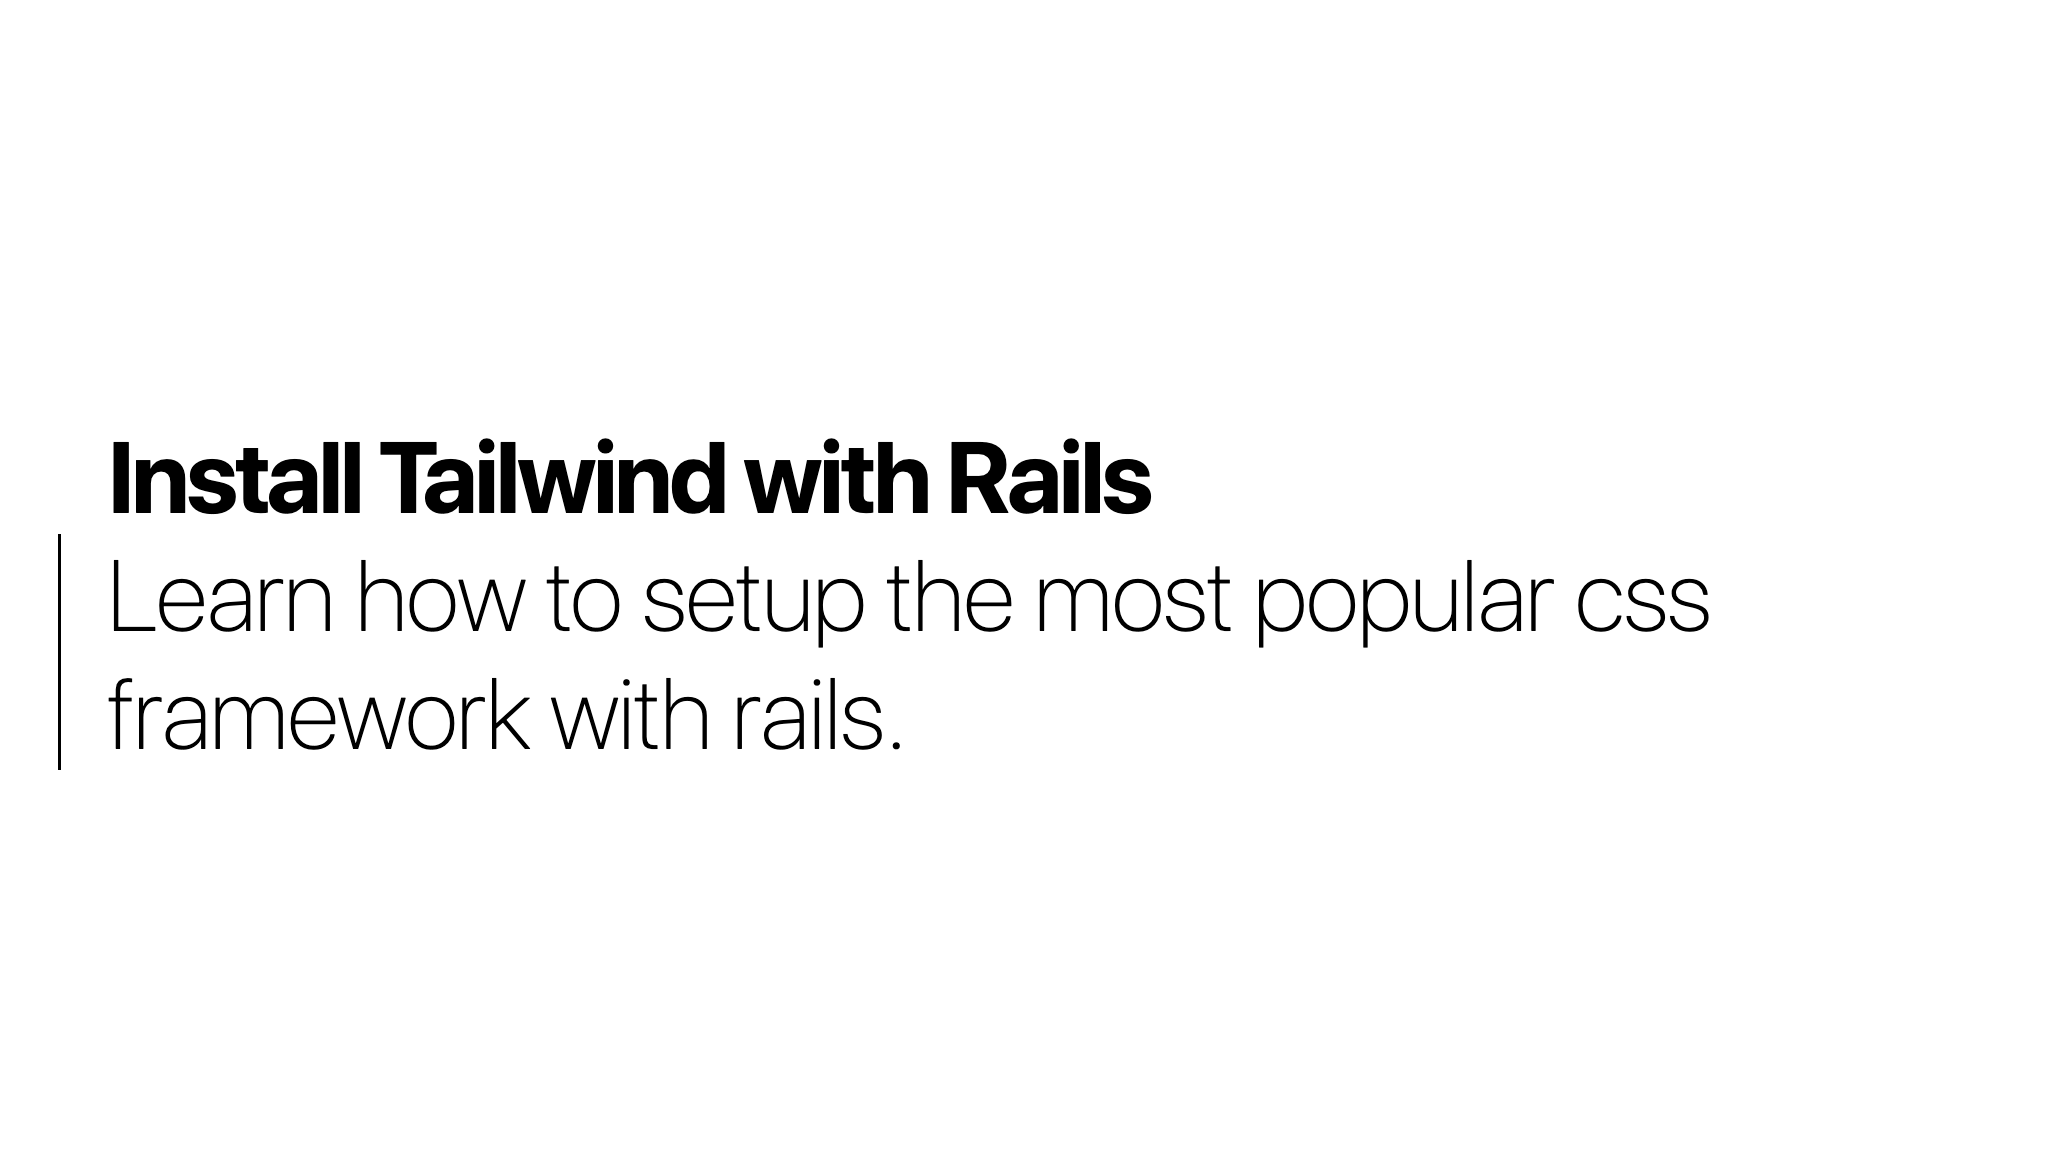 Install Tailwind with Rails
Learn how to setup the most popular css
framework with rails.